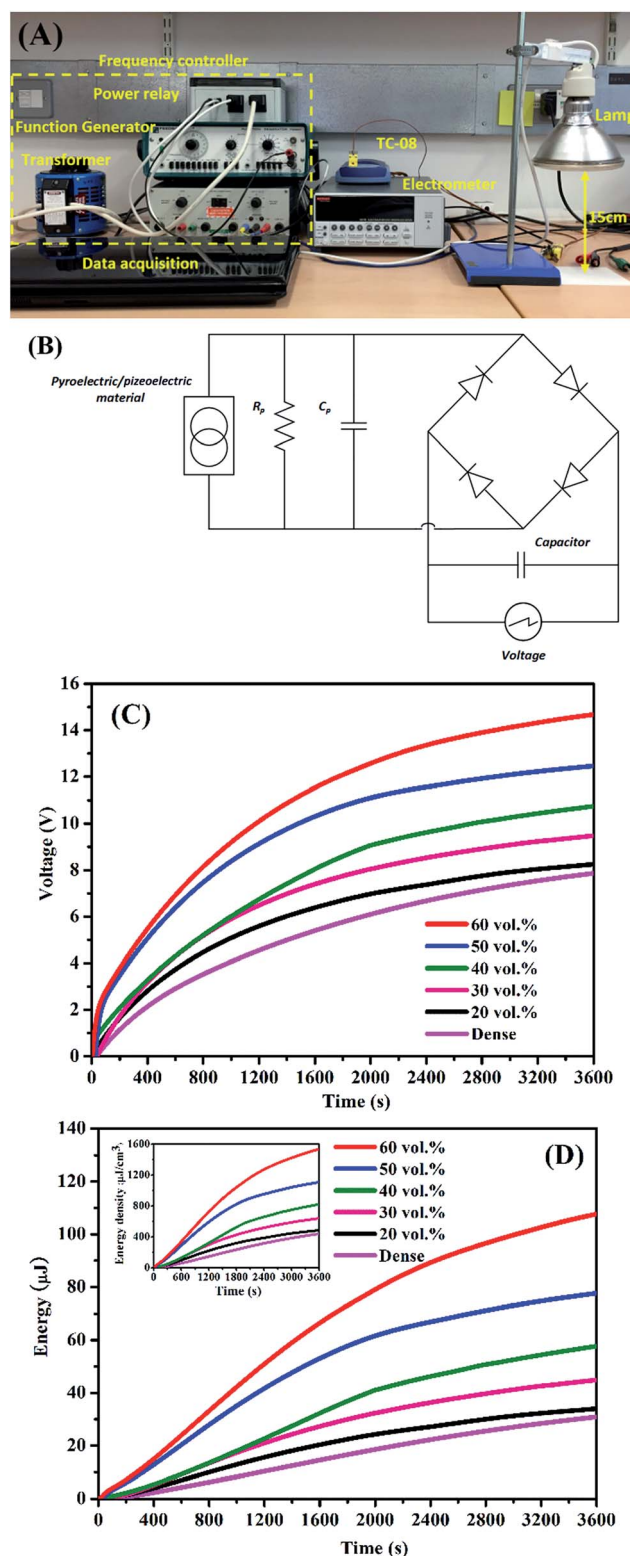 (A)
Frequency controller
Power relay
Function Generator
Transformer
TC-08
Electrometer
Lamp
15cm
Data acquisition
(B)
Pyroelectric/pizeoelectric
material
Rp
Cp
Capacitor
Voltage
(C)
Voltage (V)
16
14
12
10
8
6
4
2
0
60 vol.%
50 vol.%
40 vol.%
30 vol.%
20 vol.%
Dense
0 400 800 1200 1600 2000 2400 2800 3200 3600
Time (s)
(D)
Energy (μJ)
140
120
100
80
60
40
20
0
Energy density (μJ/cm³)
1600
1200
800
400
0
0 600 1200 1800 2400 3000 3600
Time (s)
60 vol.%
50 vol.%
40 vol.%
30 vol.%
20 vol.%
Dense
0 400 800 1200 1600 2000 2400 2800 3200 3600
Time (s)